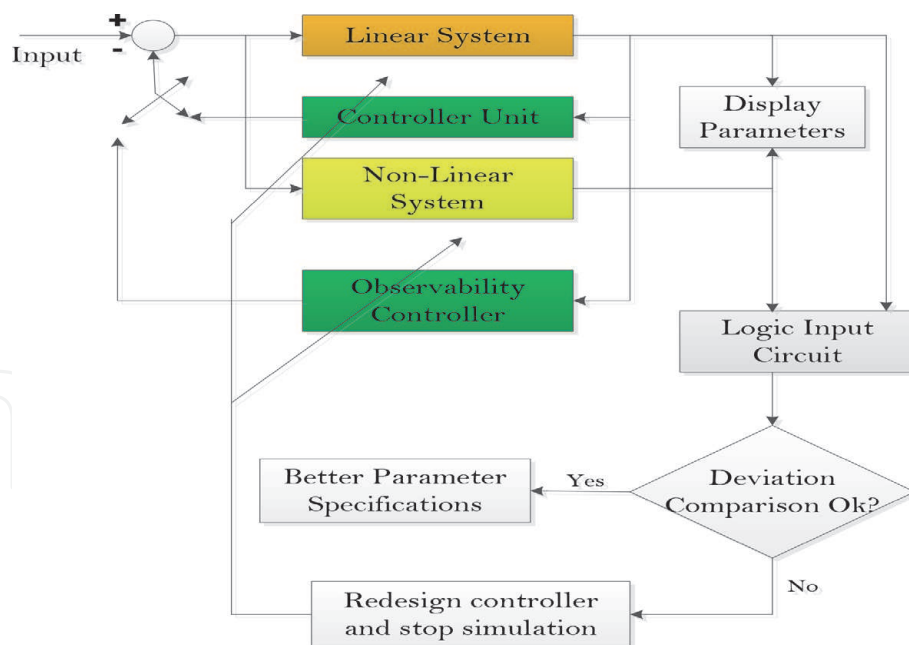 +
-
Input
Linear System
Controller Unit
Display
Parameters
Non-Linear
System
Observability
Controller
Logic Input
Circuit
Deviation
Comparison Ok?
Yes
Better Parameter
Specifications
No
Redesign controller
and stop simulation